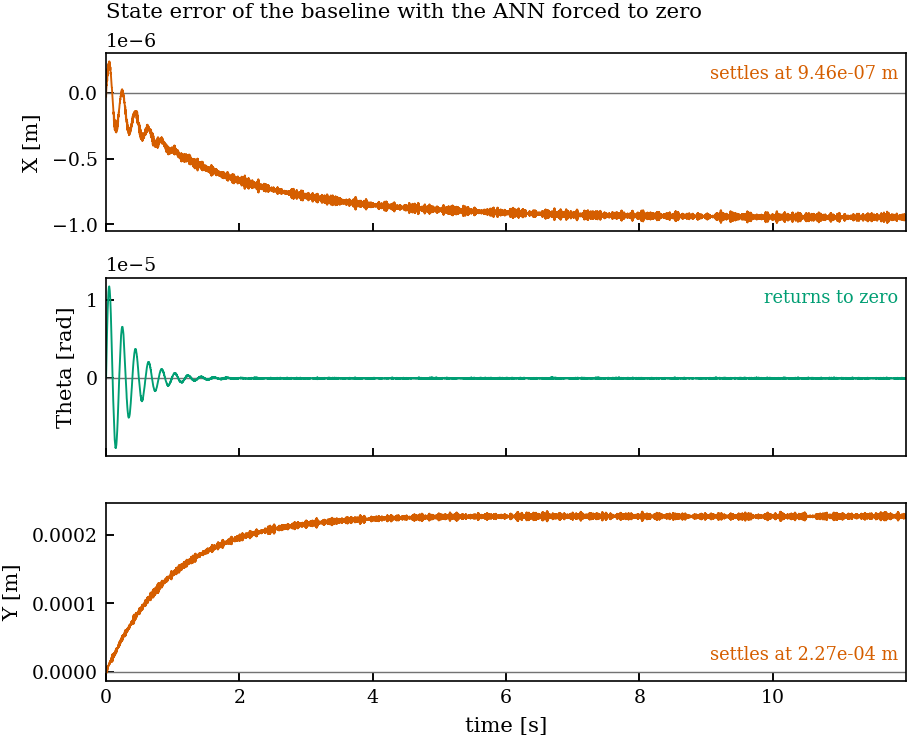 State error of the baseline with the ANN forced to zero
1e−6
settles at 9.46e-07 m
X [m]
0.0
−0.5
−1.0
1e−5
returns to zero
Theta [rad]
1
0
Y [m]
0.0002
0.0001
0.0000
settles at 2.27e-04 m
0 2 4 6 8 10
time [s]